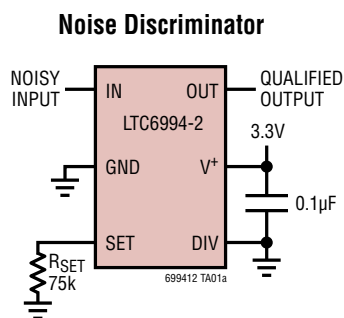 Noise Discriminator
NOISY
INPUT
IN
OUT
QUALIFIED
OUTPUT
LTC6994-2
3.3V
GND
V+
0.1µF
SET
DIV
RSET
75k
699412 TA01a